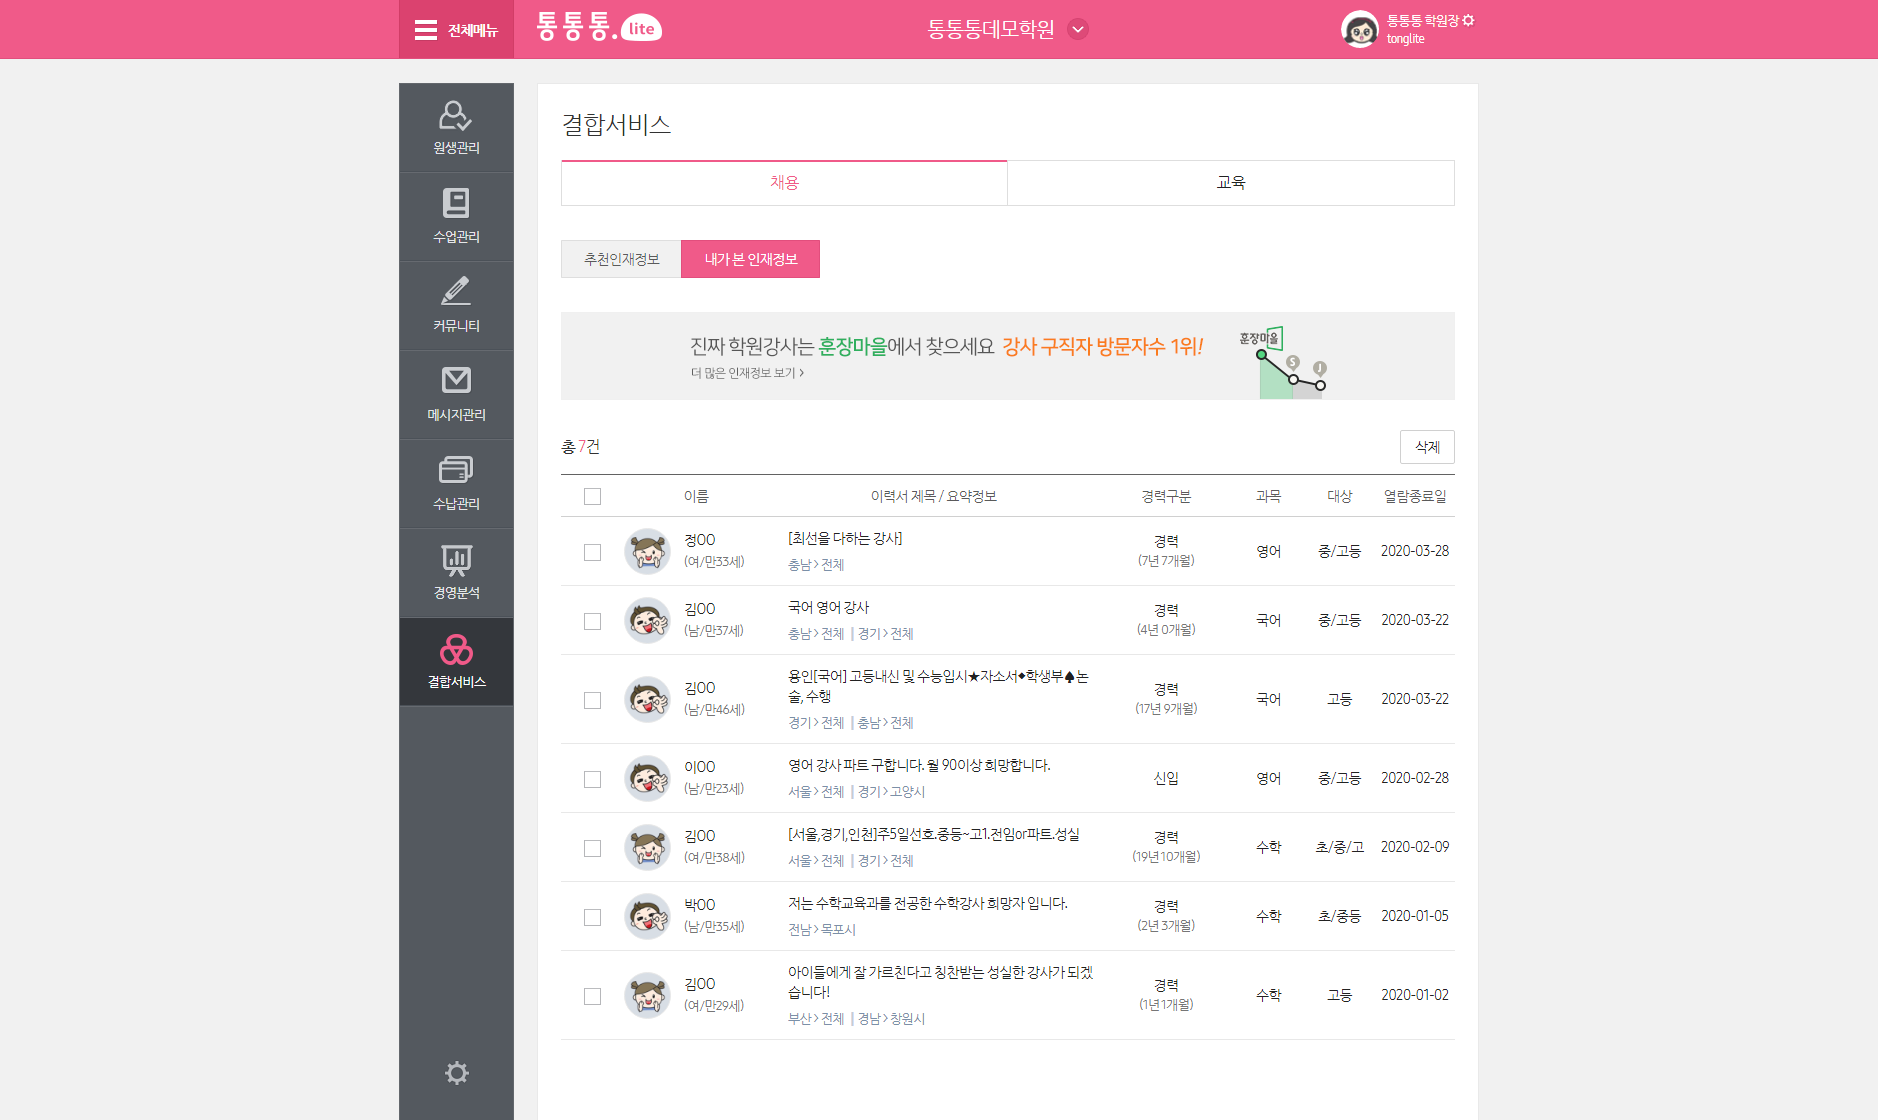 전체메뉴
통통통.lite
통통통데모학원
통통통 학원장
tonglite
원생관리
수업관리
커뮤니티
메시지관리
수납관리
경영분석
결합서비스
결합서비스
채용 교육
추천인재정보 내가 본 인재정보
진짜 학원강사는 훈장마을에서 찾으세요 강사 구직자 방문자수 1위!
더 많은 인재정보 보기 >
훈장마을
S J
총 7건 삭제
이름 이력서 제목 / 요약정보 경력구분 과목 대상 열람종료일
정OO
(여/만33세)
[최선을 다하는 강사]
충남 > 전체
경력
(7년 7개월)
영어 중/고등 2020-03-28
김OO
(남/만37세)
국어 영어 강사
충남 > 전체 | 경기 > 전체
경력
(4년 0개월)
국어 중/고등 2020-03-22
김OO
(남/만46세)
용인[국어] 고등내신 및 수능입시★자소서◆학생부♠논
술, 수행
경기 > 전체 | 충남 > 전체
경력
(17년 9개월)
국어 고등 2020-03-22
이OO
(남/만23세)
영어 강사 파트 구합니다. 월 90이상 희망합니다.
서울 > 전체 | 경기 > 고양시
신입
영어 중/고등 2020-02-28
김OO
(여/만38세)
[서울,경기,인천]주5일선호.중등~고1.전임or파트.성실
서울 > 전체 | 경기 > 전체
경력
(19년 10개월)
수학 초/중/고 2020-02-09
박OO
(남/만35세)
저는 수학교육과를 전공한 수학강사 희망자 입니다.
전남 > 목포시
경력
(2년 3개월)
수학 초/중등 2020-01-05
김OO
(여/만29세)
아이들에게 잘 가르친다고 칭찬받는 성실한 강사가 되겠
습니다!
부산 > 전체 | 경남 > 창원시
경력
(1년 1개월)
수학 고등 2020-01-02